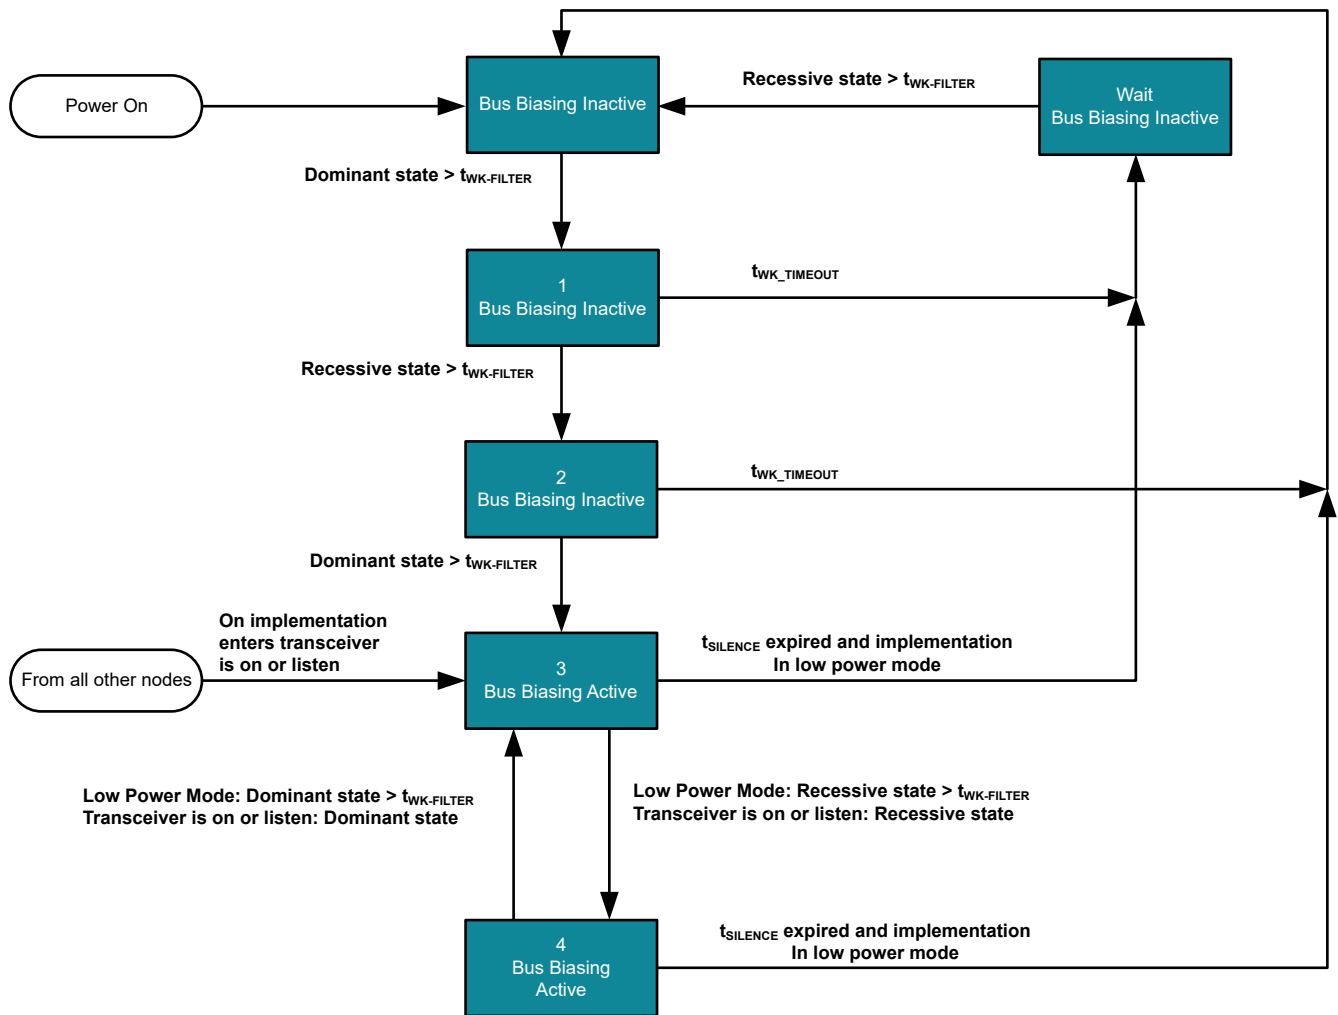 Power On
Bus Biasing Inactive
Recessive state > tWK-FILTER
Wait
Bus Biasing Inactive
Dominant state > tWK-FILTER
1
Bus Biasing Inactive
tWK_TIMEOUT
Recessive state > tWK-FILTER
2
Bus Biasing Inactive
tWK_TIMEOUT
Dominant state > tWK-FILTER
On implementation
enters transceiver
is on or listen
From all other nodes
3
Bus Biasing Active
tSILENCE expired and implementation
In low power mode
Low Power Mode: Dominant state > tWK-FILTER
Transceiver is on or listen: Dominant state
Low Power Mode: Recessive state > tWK-FILTER
Transceiver is on or listen: Recessive state
4
Bus Biasing
Active
tSILENCE expired and implementation
In low power mode